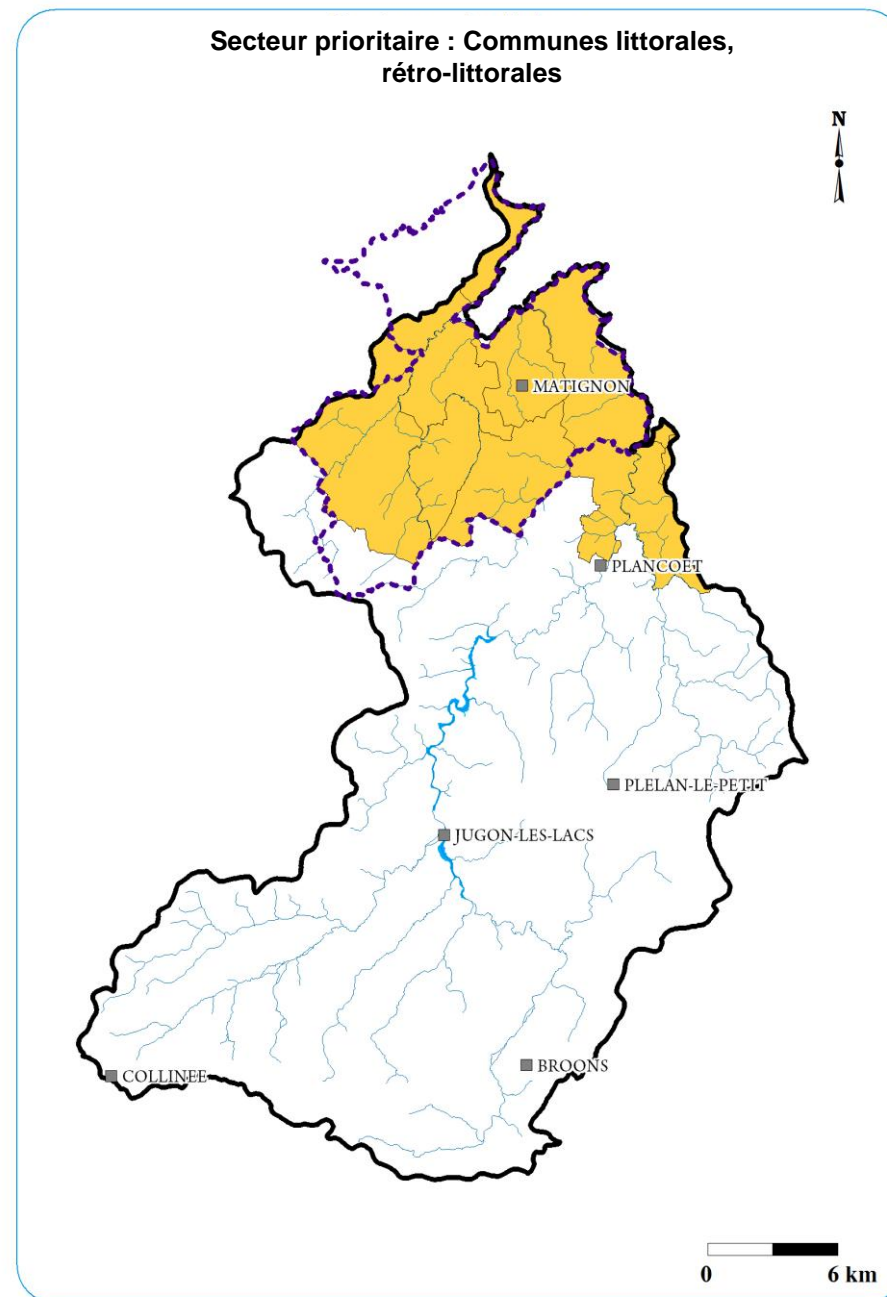 Secteur prioritaire : Communes littorales,
rétro-littorales
N
MATIGNON
PLANCOET
PLELAN-LE-PETIT
JUGON-LES-LACS
COLLINEE
BROONS
0 6 km